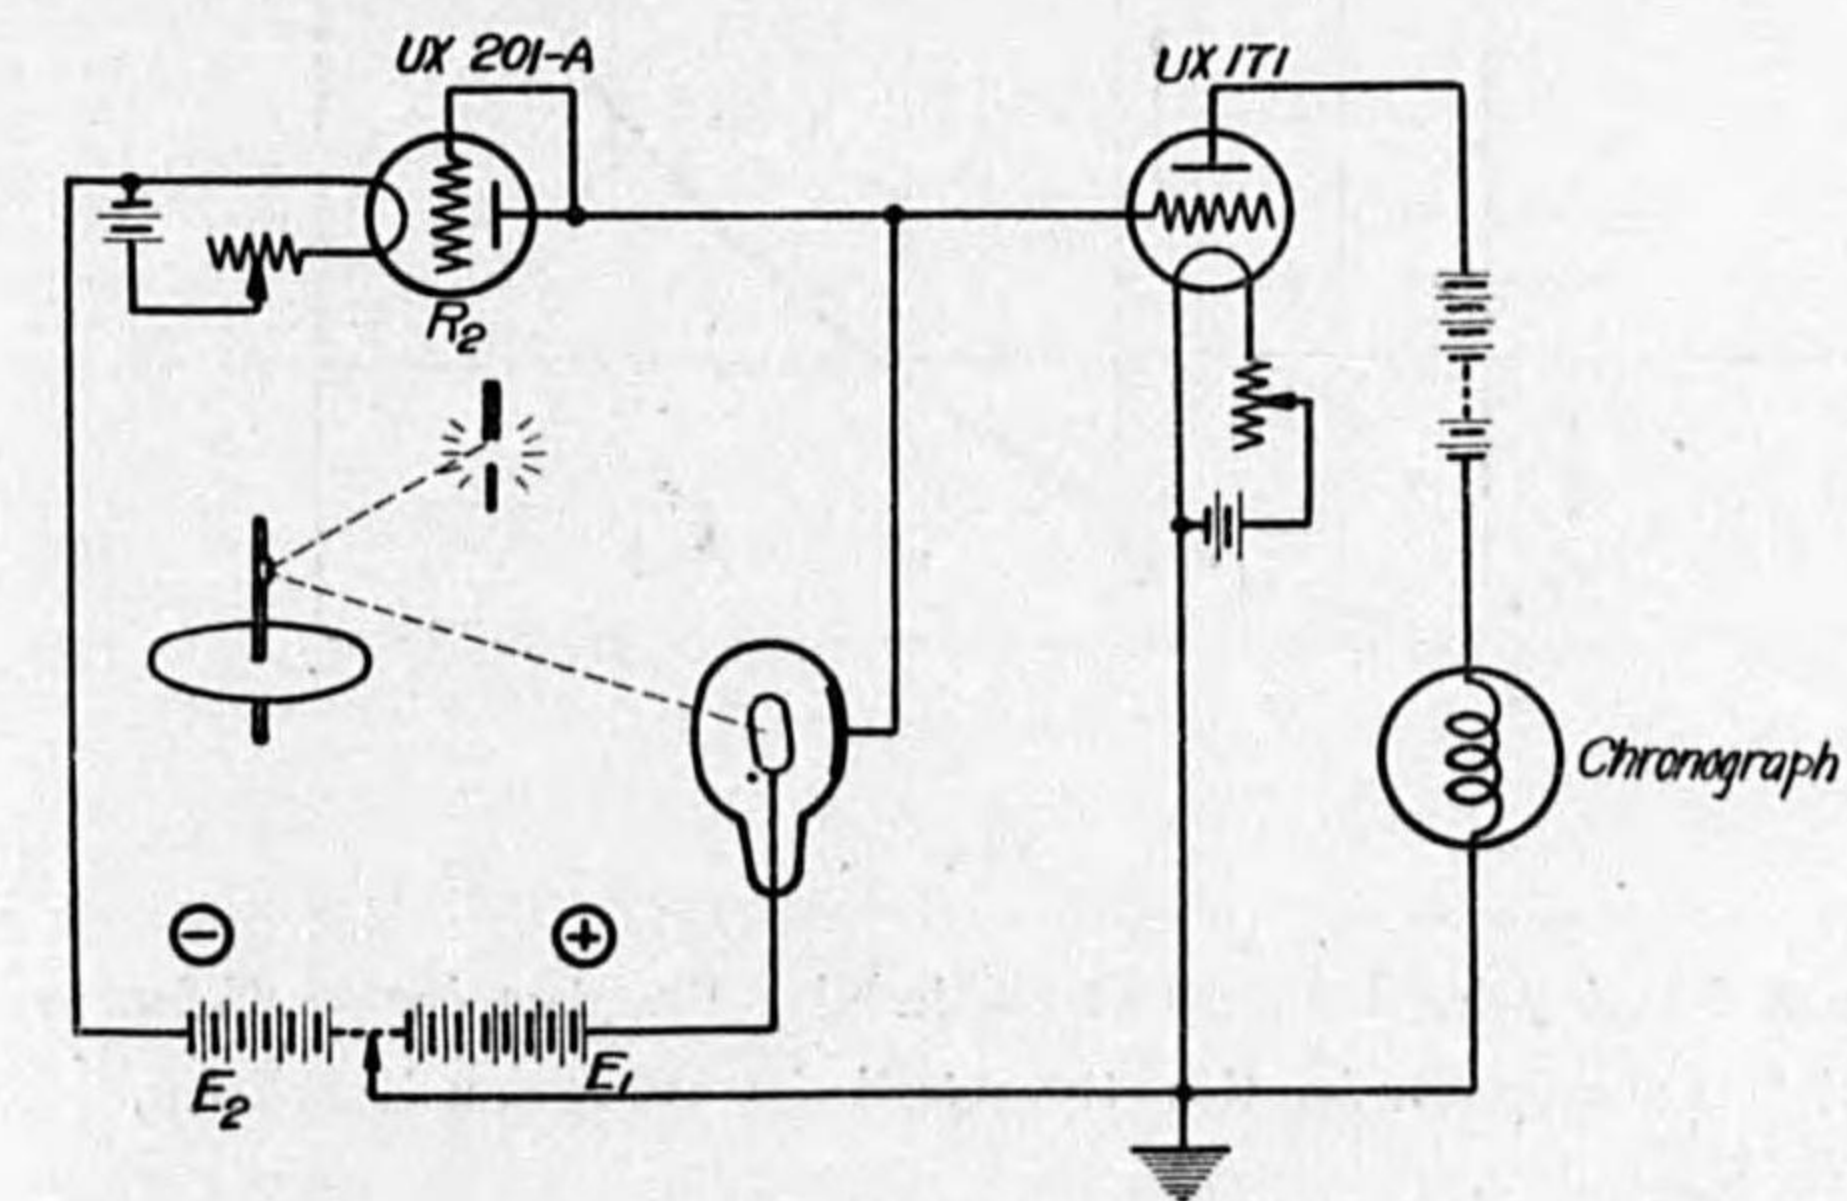 UX 201-A
UX 171
R₂
Chronograph
− +
E₂
E₁